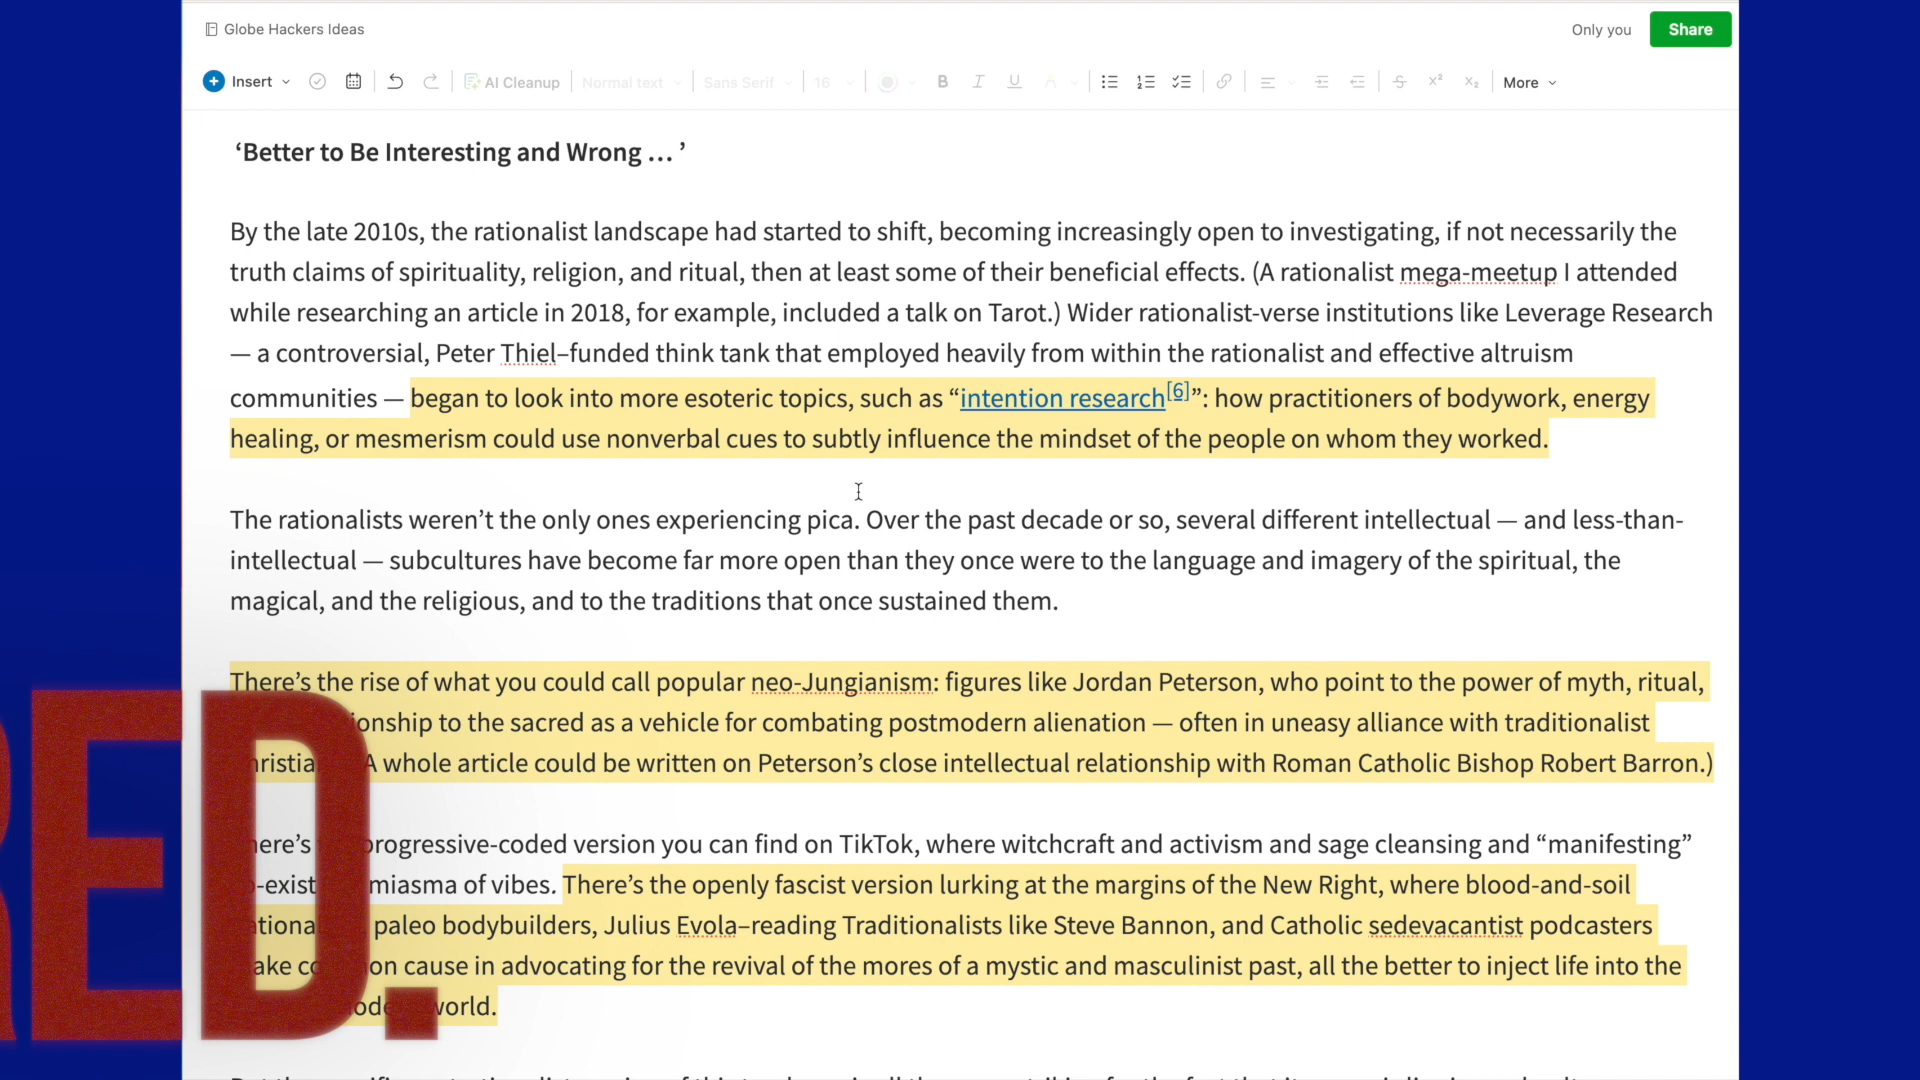 Globe Hackers Ideas
Only you
Share
Insert
AI Cleanup
Normal text
Sans Serif
16
B I U
More
‘Better to Be Interesting and Wrong … ’
By the late 2010s, the rationalist landscape had started to shift, becoming increasingly open to investigating, if not necessarily the
truth claims of spirituality, religion, and ritual, then at least some of their beneficial effects. (A rationalist mega-meetup I attended
while researching an article in 2018, for example, included a talk on Tarot.) Wider rationalist-verse institutions like Leverage Research
— a controversial, Peter Thiel–funded think tank that employed heavily from within the rationalist and effective altruism
communities — began to look into more esoteric topics, such as “intention research[6]”: how practitioners of bodywork, energy
healing, or mesmerism could use nonverbal cues to subtly influence the mindset of the people on whom they worked.
The rationalists weren’t the only ones experiencing pica. Over the past decade or so, several different intellectual — and less-than-
intellectual — subcultures have become far more open than they once were to the language and imagery of the spiritual, the
magical, and the religious, and to the traditions that once sustained them.
There’s the rise of what you could call popular neo-Jungianism: figures like Jordan Peterson, who point to the power of myth, ritual,
to the sacred as a vehicle for combating postmodern alienation — often in uneasy alliance with traditionalist
A whole article could be written on Peterson’s close intellectual relationship with Roman Catholic Bishop Robert Barron.)
progressive-coded version you can find on TikTok, where witchcraft and activism and sage cleansing and “manifesting”
miasma of vibes. There’s the openly fascist version lurking at the margins of the New Right, where blood-and-soil
paleo bodybuilders, Julius Evola–reading Traditionalists like Steve Bannon, and Catholic sedevacantist podcasters
cause in advocating for the revival of the mores of a mystic and masculinist past, all the better to inject life into the
world.
RED.